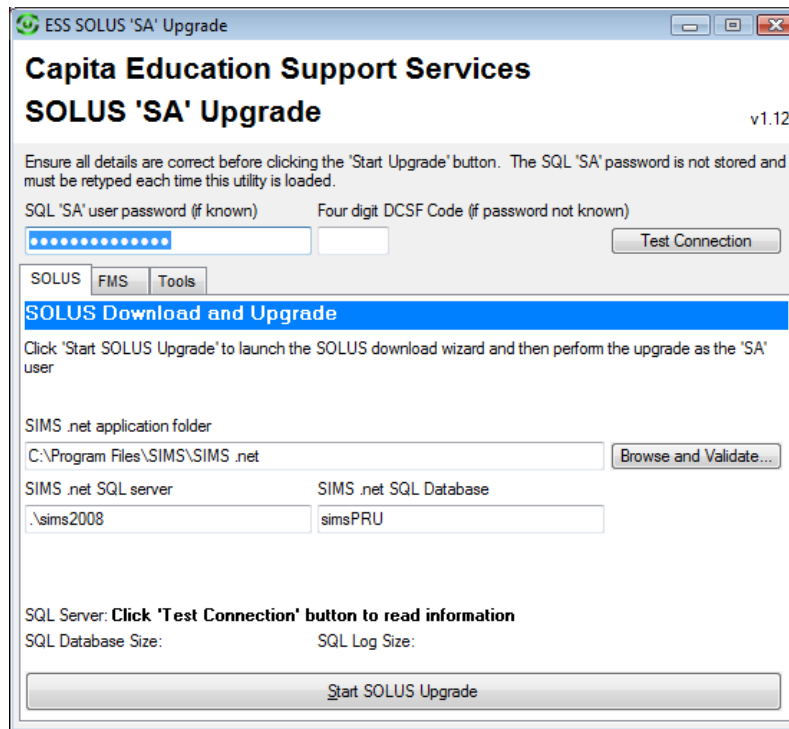 ESS SOLUS 'SA' Upgrade
Capita Education Support Services
SOLUS 'SA' Upgrade
v1.12
Ensure all details are correct before clicking the 'Start Upgrade' button. The SQL 'SA' password is not stored and
must be retyped each time this utility is loaded.
SQL 'SA' user password (if known) Four digit DCSF Code (if password not known)
Test Connection
SOLUS FMS Tools
SOLUS Download and Upgrade
Click 'Start SOLUS Upgrade' to launch the SOLUS download wizard and then perform the upgrade as the 'SA'
user
SIMS .net application folder
C:\Program Files\SIMS\SIMS .net Browse and Validate...
SIMS .net SQL server SIMS .net SQL Database
.\sims2008 simsPRU
SQL Server: Click 'Test Connection' button to read information
SQL Database Size: SQL Log Size:
Start SOLUS Upgrade